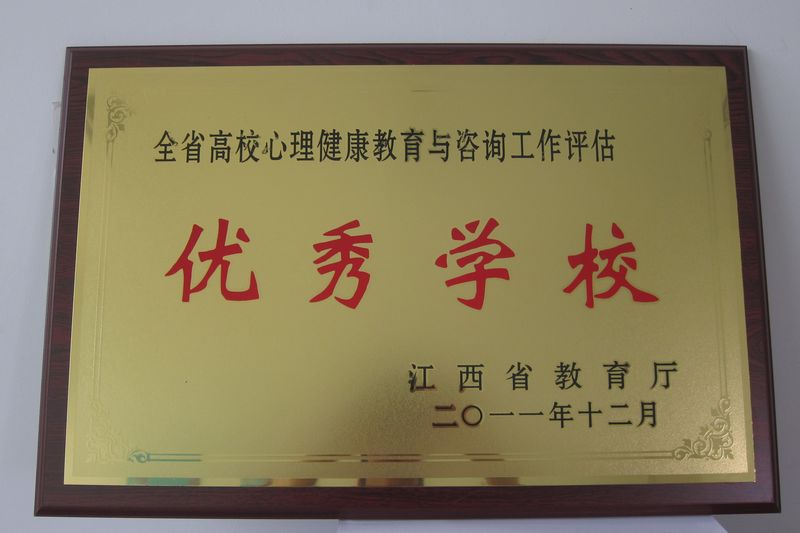 全省高校心理健康教育与咨询工作评估
优秀学校
江西省教育厅
二〇一一年十二月